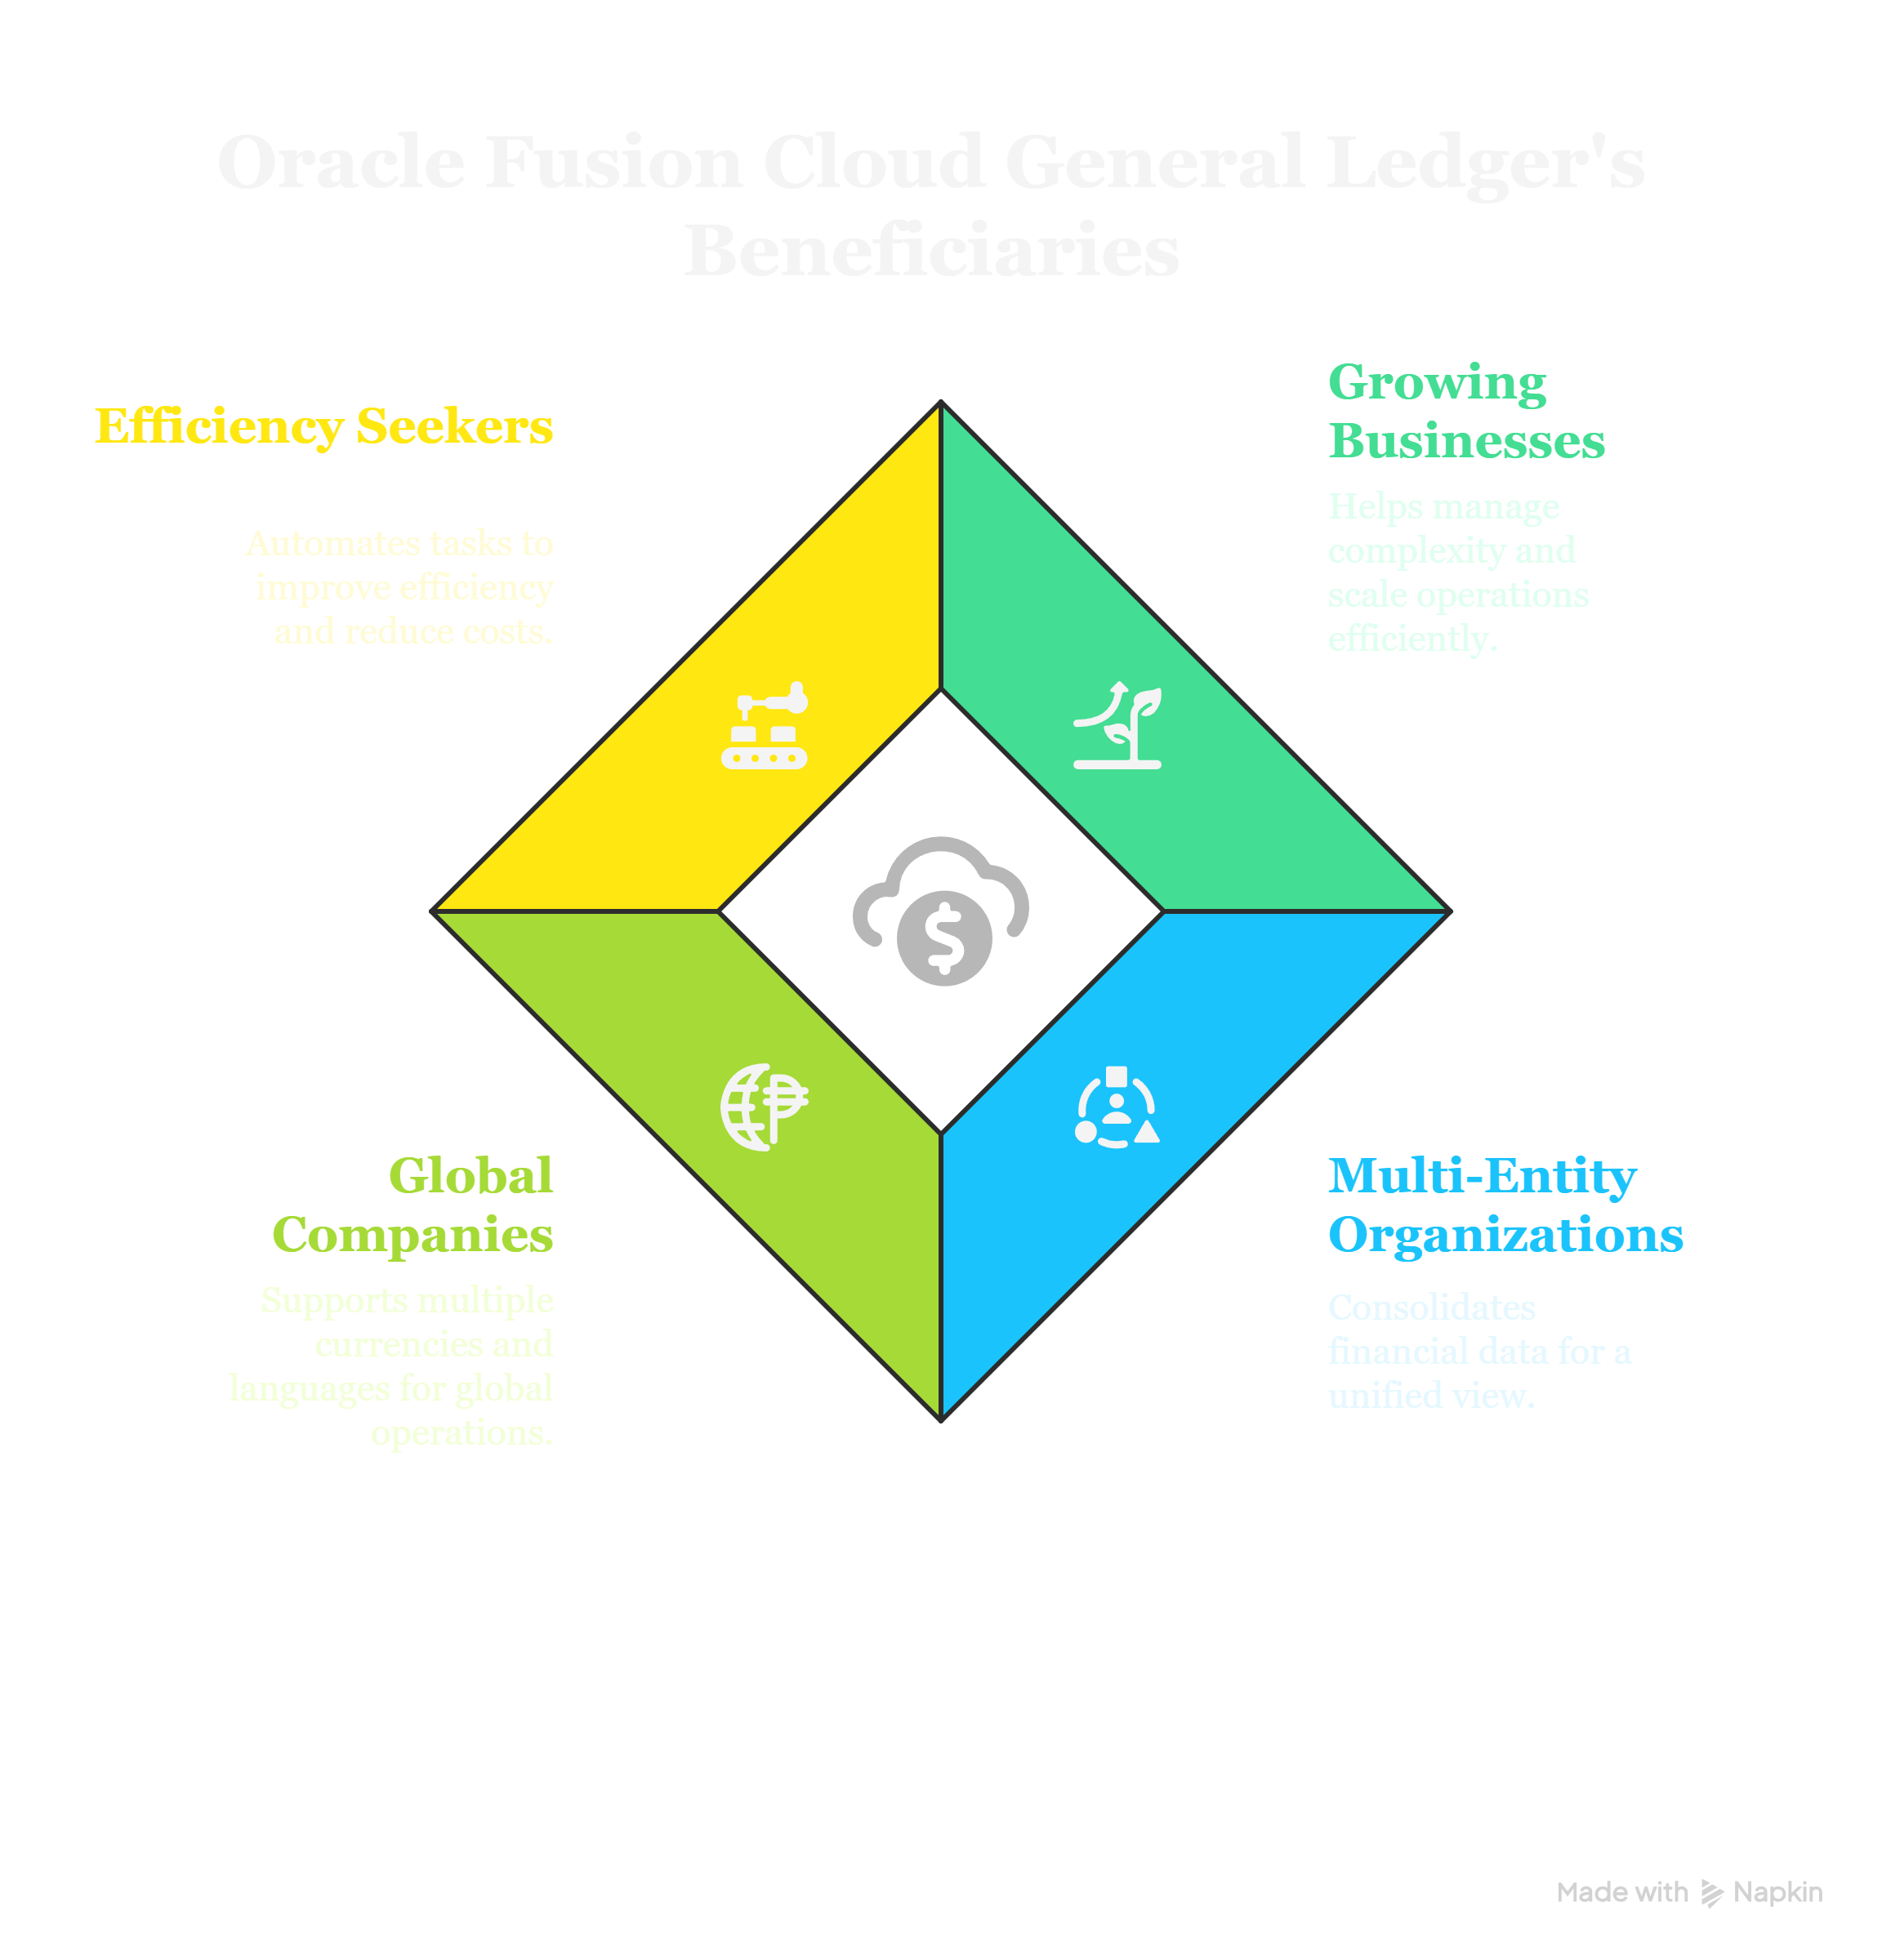 Oracle Fusion Cloud General Ledger's
Beneficiaries
Efficiency Seekers
Automates tasks to
improve efficiency
and reduce costs.
Growing
Businesses
Helps manage
complexity and
scale operations
efficiently.
Global
Companies
Supports multiple
currencies and
languages for global
operations.
Multi-Entity
Organizations
Consolidates
financial data for a
unified view.
$
Made with Napkin